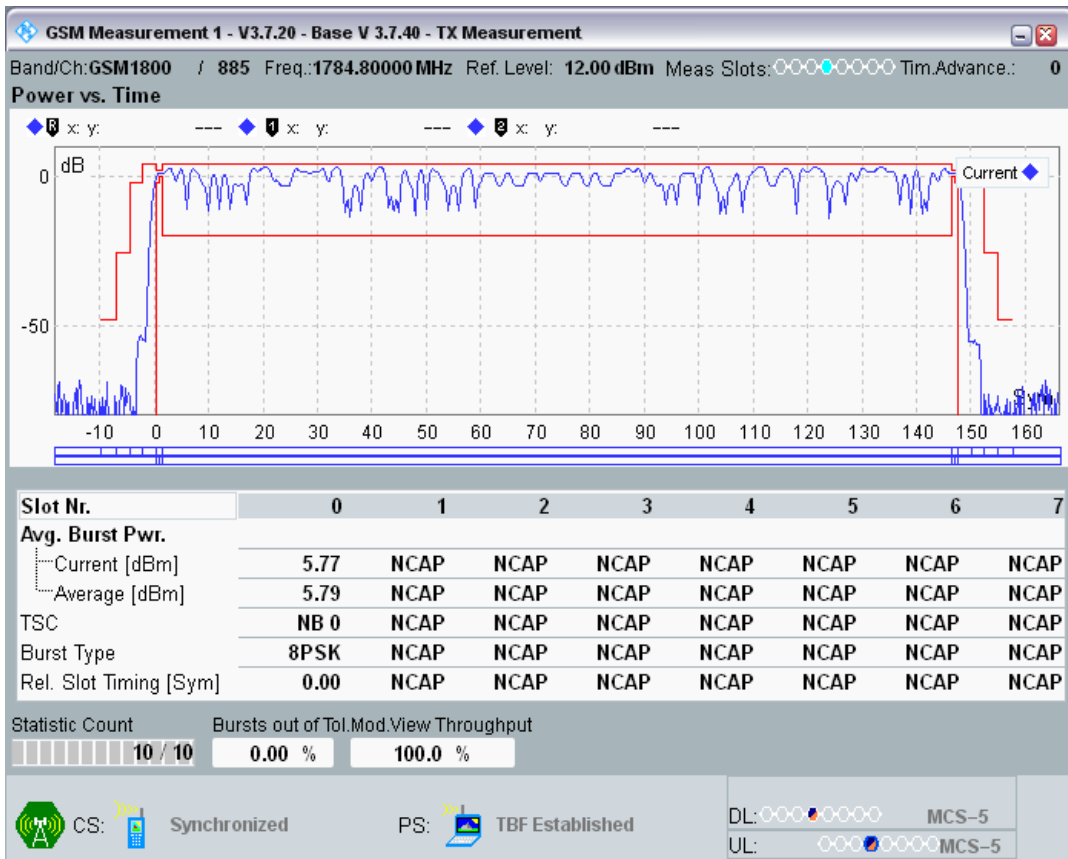 GSM Measurement 1 - V3.7.20 - Base V 3.7.40 - TX Measurement
Band/Ch:GSM1800 / 885 Freq.:1784.80000 MHz Ref. Level: 12.00 dBm Meas Slots: Tim.Advance.: 0
Power vs. Time
R x: y: --- 1 x: y: --- 2 x: y: ---
dB
Current
0
-50
-10 0 10 20 30 40 50 60 70 80 90 100 110 120 130 140 150 160
Slot Nr. 0 1 2 3 4 5 6 7
Avg. Burst Pwr.
Current [dBm] 5.77 NCAP NCAP NCAP NCAP NCAP NCAP NCAP
Average [dBm] 5.79 NCAP NCAP NCAP NCAP NCAP NCAP NCAP
TSC NB 0 NCAP NCAP NCAP NCAP NCAP NCAP NCAP
Burst Type 8PSK NCAP NCAP NCAP NCAP NCAP NCAP NCAP
Rel. Slot Timing [Sym] 0.00 NCAP NCAP NCAP NCAP NCAP NCAP NCAP
Statistic Count Bursts out of Tol.Mod.View Throughput
10 / 10 0.00 % 100.0 %
CS: Synchronized PS: TBF Established
DL: MCS-5
UL: MCS-5